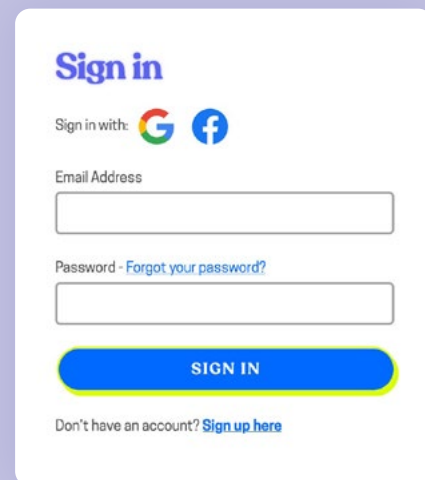 Sign in
Sign in with:
Email Address
Password - Forgot your password?
SIGN IN
Don't have an account? Sign up here